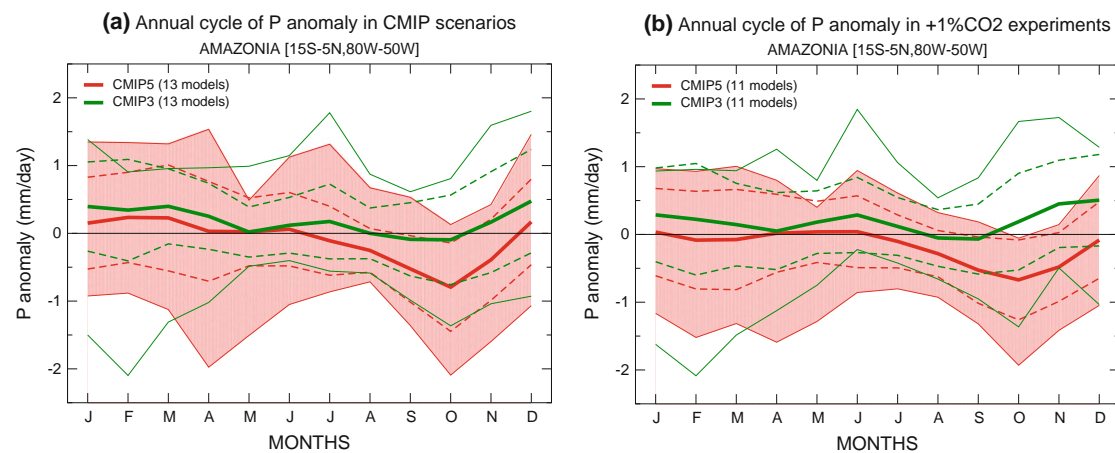 (a) Annual cycle of P anomaly in CMIP scenarios
AMAZONIA [15S-5N,80W-50W]
CMIP5 (13 models)
CMIP3 (13 models)
P anomaly (mm/day)
2
1
0
-1
-2
J F M A M J J A S O N D
MONTHS
(b) Annual cycle of P anomaly in +1%CO2 experiments
AMAZONIA [15S-5N,80W-50W]
CMIP5 (11 models)
CMIP3 (11 models)
P anomaly (mm/day)
2
1
0
-1
-2
J F M A M J J A S O N D
MONTHS